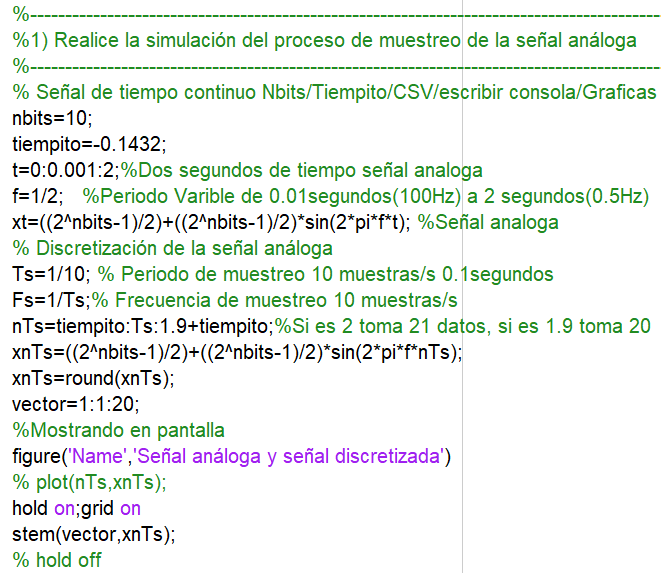 %------------------------------------------------------------------------------------------
%1) Realice la simulación del proceso de muestreo de la señal análoga
%------------------------------------------------------------------------------------------
% Señal de tiempo continuo Nbits/Tiempito/CSV/escribir consola/Graficas
nbits=10;
tiempito=-0.1432;
t=0:0.001:2;%Dos segundos de tiempo señal analoga
f=1/2;   %Periodo Varible de 0.01segundos(100Hz) a 2 segundos(0.5Hz)
xt=((2^nbits-1)/2)+((2^nbits-1)/2)*sin(2*pi*f*t); %Señal analoga
% Discretización de la señal análoga
Ts=1/10; % Periodo de muestreo 10 muestras/s 0.1segundos
Fs=1/Ts;% Frecuencia de muestreo 10 muestras/s
nTs=tiempito:Ts:1.9+tiempito;%Si es 2 toma 21 datos, si es 1.9 toma 20
xnTs=((2^nbits-1)/2)+((2^nbits-1)/2)*sin(2*pi*f*nTs);
xnTs=round(xnTs);
vector=1:1:20;
%Mostrando en pantalla
figure('Name','Señal análoga y señal discretizada')
% plot(nTs,xnTs);
hold on;grid on
stem(vector,xnTs);
% hold off